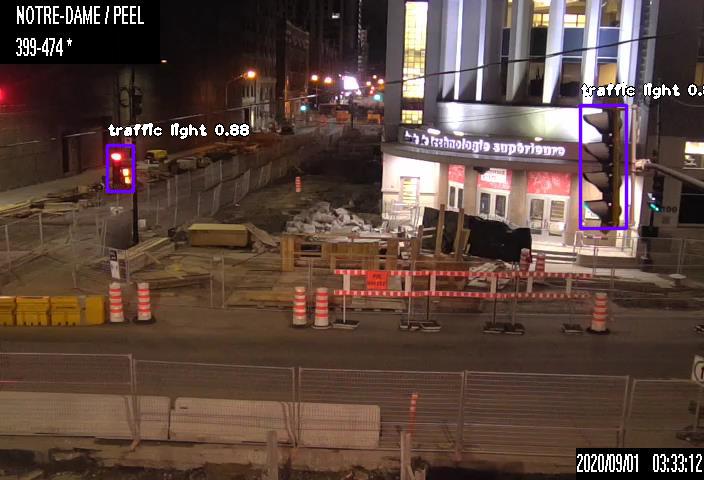 NOTRE-DAME / PEEL
399-474 *
traffic light 0.8
traffic light 0.88
technologie supérieure
2020/09/01 03:33:12